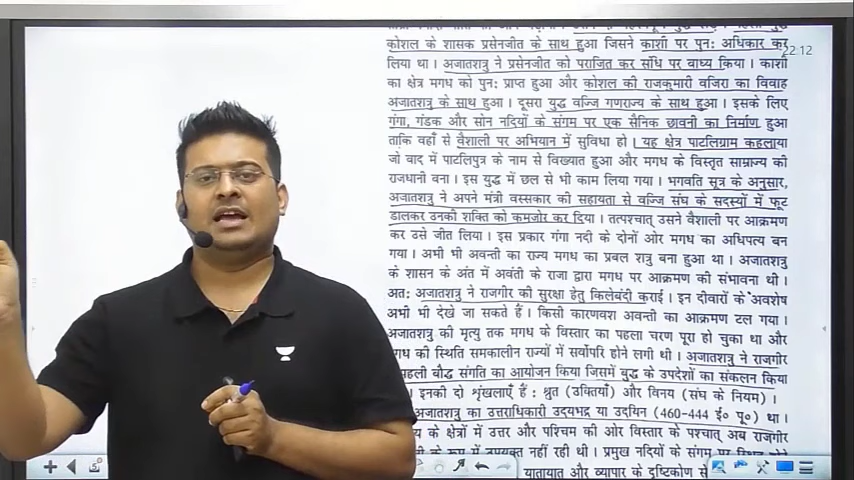 कोशल के शासक प्रसेनजीत के साथ हुआ जिसने काशी पर पुन: अधिकार कर
22:12
लिया था। अजातशत्रु ने प्रसेनजीत को पराजित कर संधि पर वाध्य किया। काशी
का क्षेत्र मगध को पुन: प्राप्त हुआ और कोशल की राजकुमारी वजिरा का विवाह
अजातशत्रु के साथ हुआ। दूसरा युद्ध वज्जि गणराज्य के साथ हुआ। इसके लिए
गंगा, गंडक और सोन नदियों के संगम पर एक सैनिक छावनी का निर्माण हुआ
ताकि वहाँ से वैशाली पर अभियान में सुविधा हो। यह क्षेत्र पाटलिग्राम कहलाया
जो बाद में पाटलिपुत्र के नाम से विख्यात हुआ और मगध के विस्तृत साम्राज्य की
राजधानी बना। इस युद्ध में छल से भी काम लिया गया। भगवति सूत्र के अनुसार,
अजातशत्रु ने अपने मंत्री वस्सकार की सहायता से वज्जि संघ के सदस्यों में फूट
डालकर उनकी शक्ति को कमजोर कर दिया। तत्पश्चात् उसने वैशाली पर आक्रमण
कर उसे जीत लिया। इस प्रकार गंगा नदी के दोनों ओर मगध का अधिपत्य बन
गया। अभी भी अवन्ती का राज्य मगध का प्रबल शत्रु बना हुआ था। अजातशत्रु
के शासन के अंत में अवंती के राजा द्वारा मगध पर आक्रमण की संभावना थी।
अत: अजातशत्रु ने राजगीर की सुरक्षा हेतु किलेबंदी कराई। इन दीवारों के अवशेष
अभी भी देखे जा सकते हैं। किसी कारणवश अवन्ती का आक्रमण टल गया।
अजातशत्रु की मृत्यु तक मगध के विस्तार का पहला चरण पूरा हो चुका था और
गध की स्थिति समकालीन राज्यों में सर्वोपरि होने लगी थी। अजातशत्रु ने राजगीर
हली बौद्ध संगति का आयोजन किया जिसमें बुद्ध के उपदेशों का संकलन किया
इनकी दो श्रृंखलाएँ हैं : श्रुत (उक्तियाँ) और विनय (संघ के नियम)।
अजातशत्रु का उत्तराधिकारी उदयभद्र या उदयिन (460-444 ई० पू०) था।
के क्षेत्रों में उत्तर और पश्चिम की ओर विस्तार के पश्चात् अब राजगीर
के रूप में उपयुक्त नहीं रही थी। प्रमुख नदियों के संगम पर स्थित
यातायात और व्यापार के दृष्टिकोण से